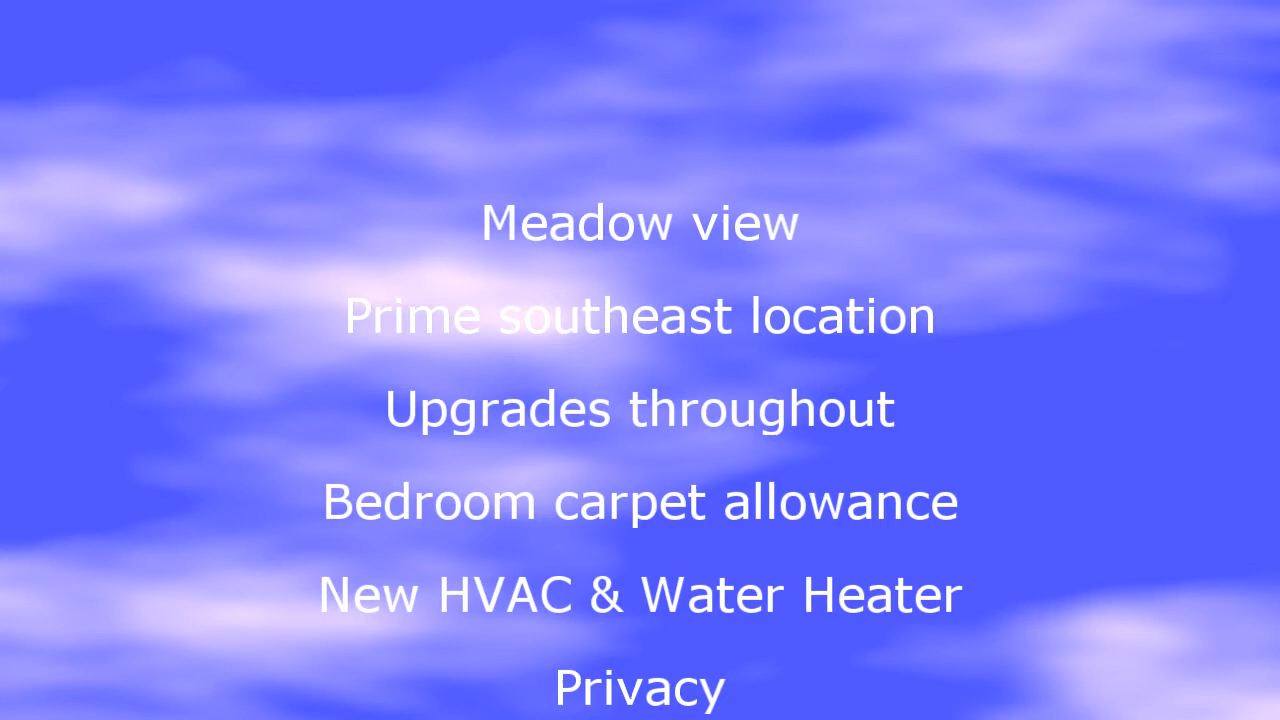 Meadow view
Prime southeast location
Upgrades throughout
Bedroom carpet allowance
New HVAC & Water Heater
Privacy